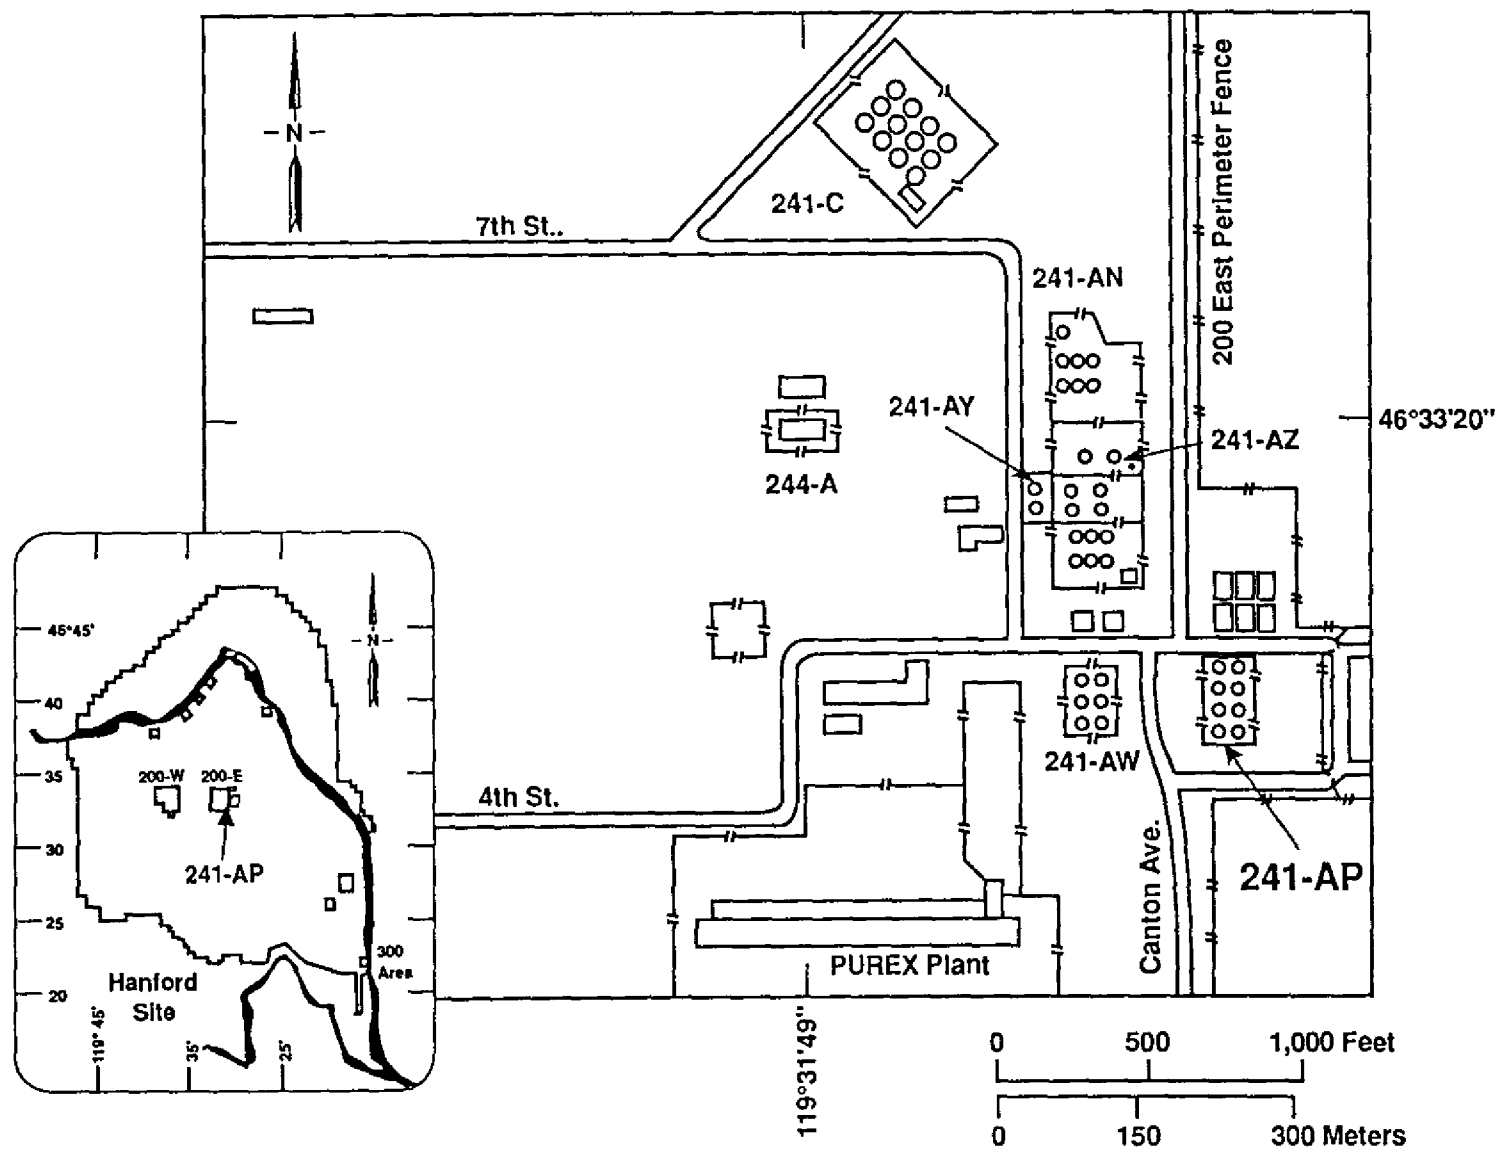 N
7th St..
241-C
200 East Perimeter Fence
241-AN
241-AY
46°33'20"
241-AZ
244-A
45°45'
N
40
35
200-W
200-E
4th St.
241-AW
30
241-AP
Canton Ave.
241-AP
25
300
Area
PUREX Plant
Hanford
Site
20
119° 45'
35'
25'
119°31'49"
0 500 1,000 Feet
0 150 300 Meters